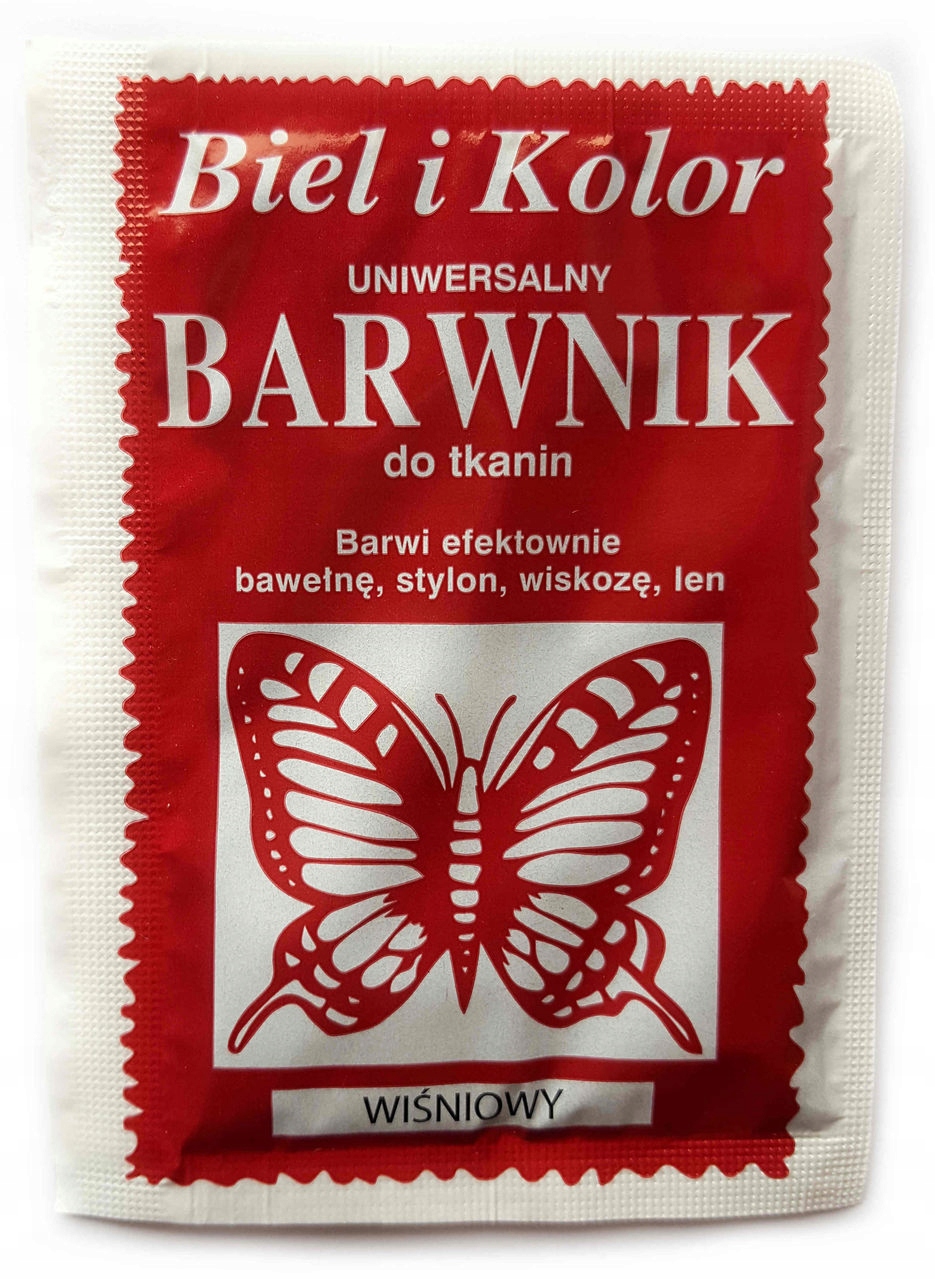 Biel i Kolor
UNIWERSALNY
BARWNIK
do tkanin
Barwi efektownie
bawełnę, stylon, wiskozę, len
WIŚNIOWY